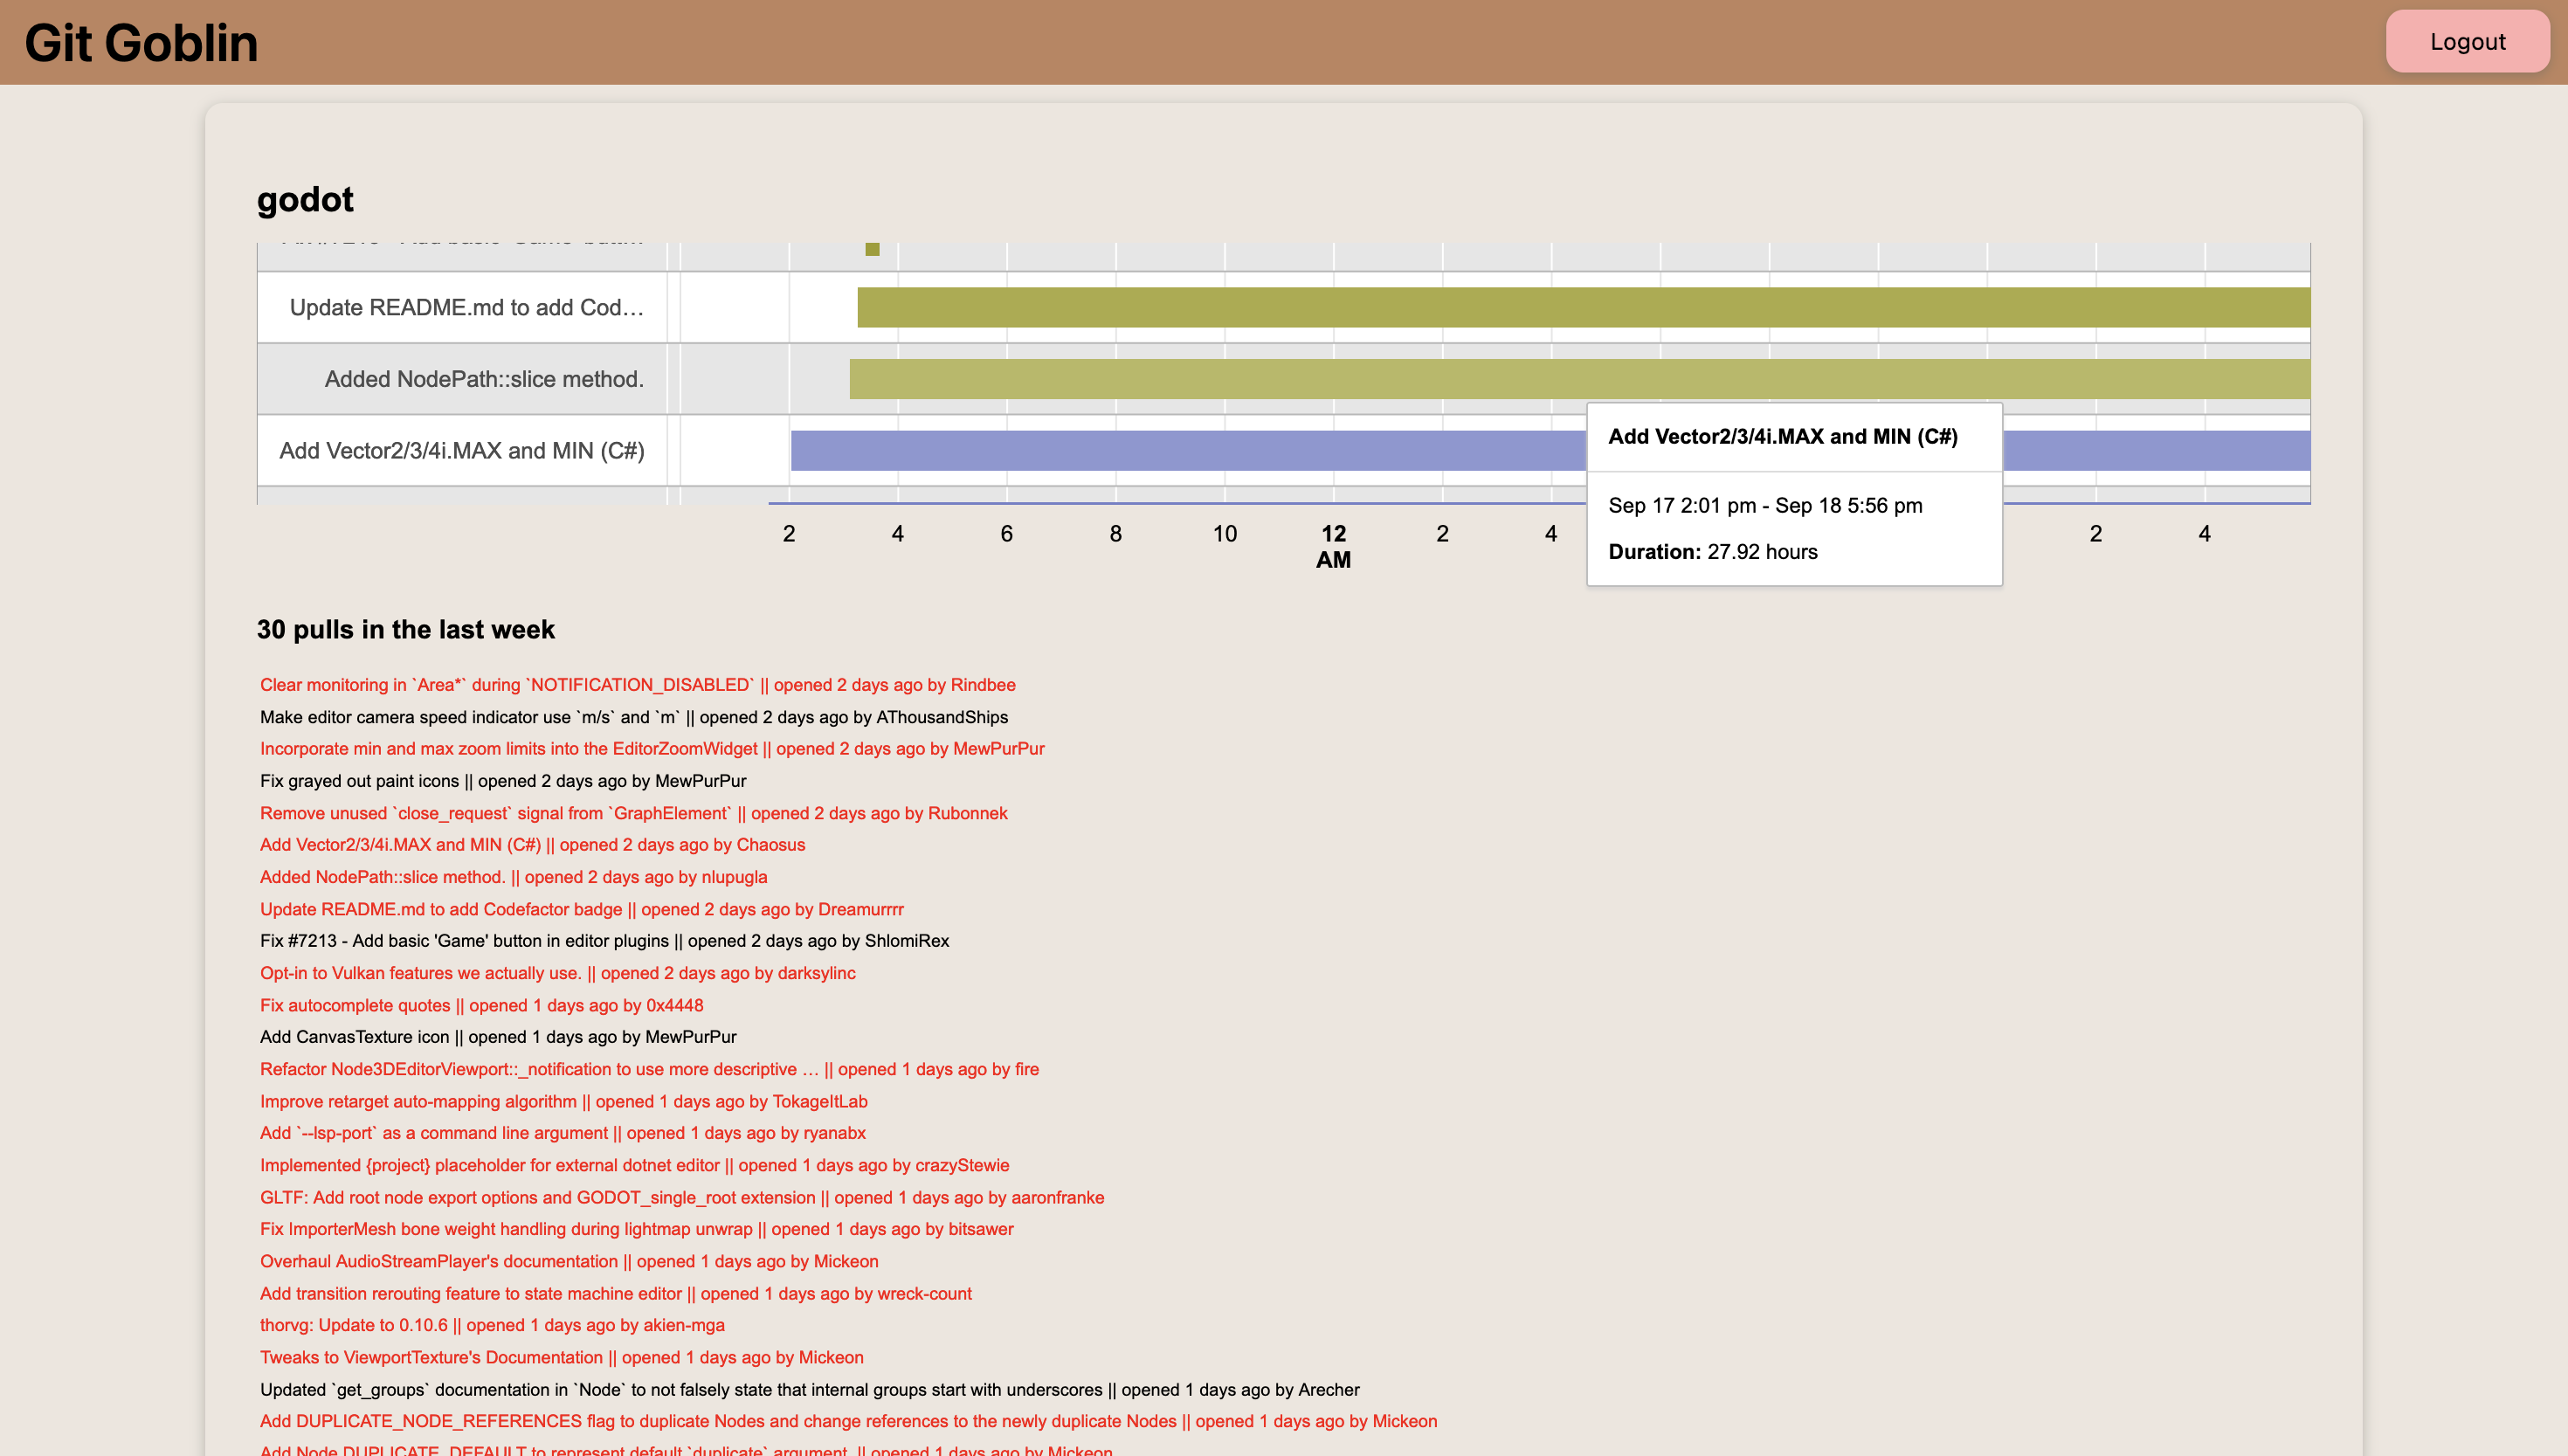 Git Goblin
Logout
godot
Update README.md to add Cod…
Added NodePath::slice method.
Add Vector2/3/4i.MAX and MIN (C#)
Add Vector2/3/4i.MAX and MIN (C#)
Sep 17 2:01 pm - Sep 18 5:56 pm
Duration: 27.92 hours
2 4 6 8 10 12 2 4 2 4
AM
30 pulls in the last week
Clear monitoring in `Area*` during `NOTIFICATION_DISABLED` || opened 2 days ago by Rindbee
Make editor camera speed indicator use `m/s` and `m` || opened 2 days ago by AThousandShips
Incorporate min and max zoom limits into the EditorZoomWidget || opened 2 days ago by MewPurPur
Fix grayed out paint icons || opened 2 days ago by MewPurPur
Remove unused `close_request` signal from `GraphElement` || opened 2 days ago by Rubonnek
Add Vector2/3/4i.MAX and MIN (C#) || opened 2 days ago by Chaosus
Added NodePath::slice method. || opened 2 days ago by nlupugla
Update README.md to add Codefactor badge || opened 2 days ago by Dreamurrrr
Fix #7213 - Add basic 'Game' button in editor plugins || opened 2 days ago by ShlomiRex
Opt-in to Vulkan features we actually use. || opened 2 days ago by darksylinc
Fix autocomplete quotes || opened 1 days ago by 0x4448
Add CanvasTexture icon || opened 1 days ago by MewPurPur
Refactor Node3DEditorViewport::_notification to use more descriptive … || opened 1 days ago by fire
Improve retarget auto-mapping algorithm || opened 1 days ago by TokageItLab
Add `--lsp-port` as a command line argument || opened 1 days ago by ryanabx
Implemented {project} placeholder for external dotnet editor || opened 1 days ago by crazyStewie
GLTF: Add root node export options and GODOT_single_root extension || opened 1 days ago by aaronfranke
Fix ImporterMesh bone weight handling during lightmap unwrap || opened 1 days ago by bitsawer
Overhaul AudioStreamPlayer's documentation || opened 1 days ago by Mickeon
Add transition rerouting feature to state machine editor || opened 1 days ago by wreck-count
thorvg: Update to 0.10.6 || opened 1 days ago by akien-mga
Tweaks to ViewportTexture's Documentation || opened 1 days ago by Mickeon
Updated `get_groups` documentation in `Node` to not falsely state that internal groups start with underscores || opened 1 days ago by Arecher
Add DUPLICATE_NODE_REFERENCES flag to duplicate Nodes and change references to the newly duplicate Nodes || opened 1 days ago by Mickeon
Add Node DUPLICATE_DEFAULT to represent default `duplicate` argument. || opened 1 days ago by Mickeon